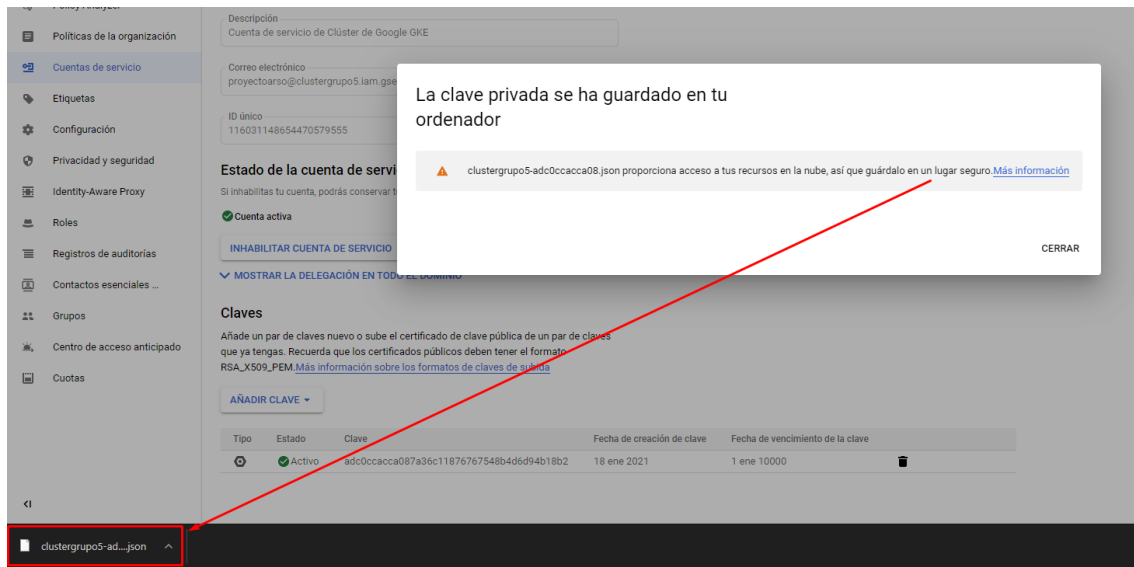 Políticas de la organización
Cuentas de servicio
Etiquetas
Configuración
Privacidad y seguridad
Identity-Aware Proxy
Roles
Registros de auditorías
Contactos esenciales ...
Grupos
Centro de acceso anticipado
Cuotas
Descripción
Cuenta de servicio de Clúster de Google GKE
Correo electrónico
proyectoarso@clustergrupo5.iam.gse
ID único
116031148654470579555
Estado de la cuenta de servi
Si inhabilitas tu cuenta, podrás conservar t
Cuenta activa
INHABILITAR CUENTA DE SERVICIO
MOSTRAR LA DELEGACIÓN EN TODO EL DOMINIO
La clave privada se ha guardado en tu
ordenador
clustergrupo5-adc0ccacca08.json proporciona acceso a tus recursos en la nube, así que guárdalo en un lugar seguro.Más información
CERRAR
Claves
Añade un par de claves nuevo o sube el certificado de clave pública de un par de claves
que ya tengas. Recuerda que los certificados públicos deben tener el formato
RSA_X509_PEM.Más información sobre los formatos de claves de subida
AÑADIR CLAVE
Tipo Estado Clave Fecha de creación de clave Fecha de vencimiento de la clave
Activo adc0ccacca087a36c11876767548b4d6d94b18b2 18 ene 2021 1 ene 10000
clustergrupo5-ad....json